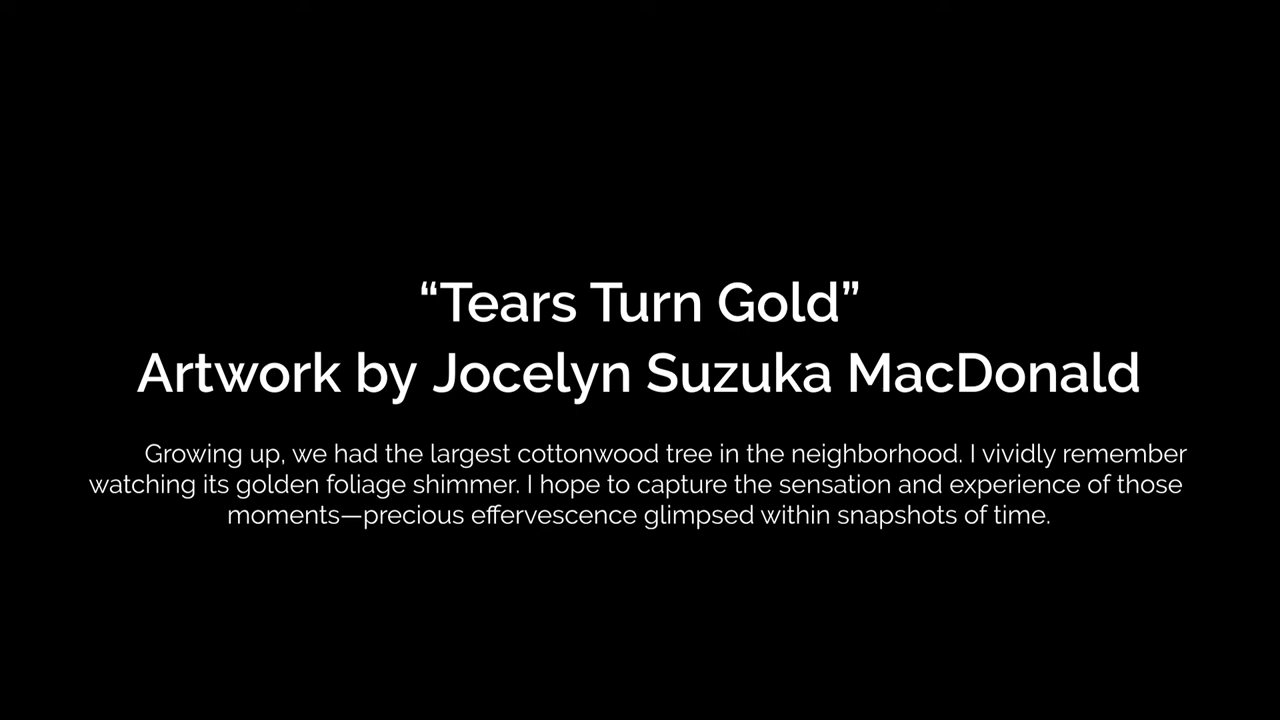 “Tears Turn Gold”
Artwork by Jocelyn Suzuka MacDonald
Growing up, we had the largest cottonwood tree in the neighborhood. I vividly remember
watching its golden foliage shimmer. I hope to capture the sensation and experience of those
moments—precious effervescence glimpsed within snapshots of time.